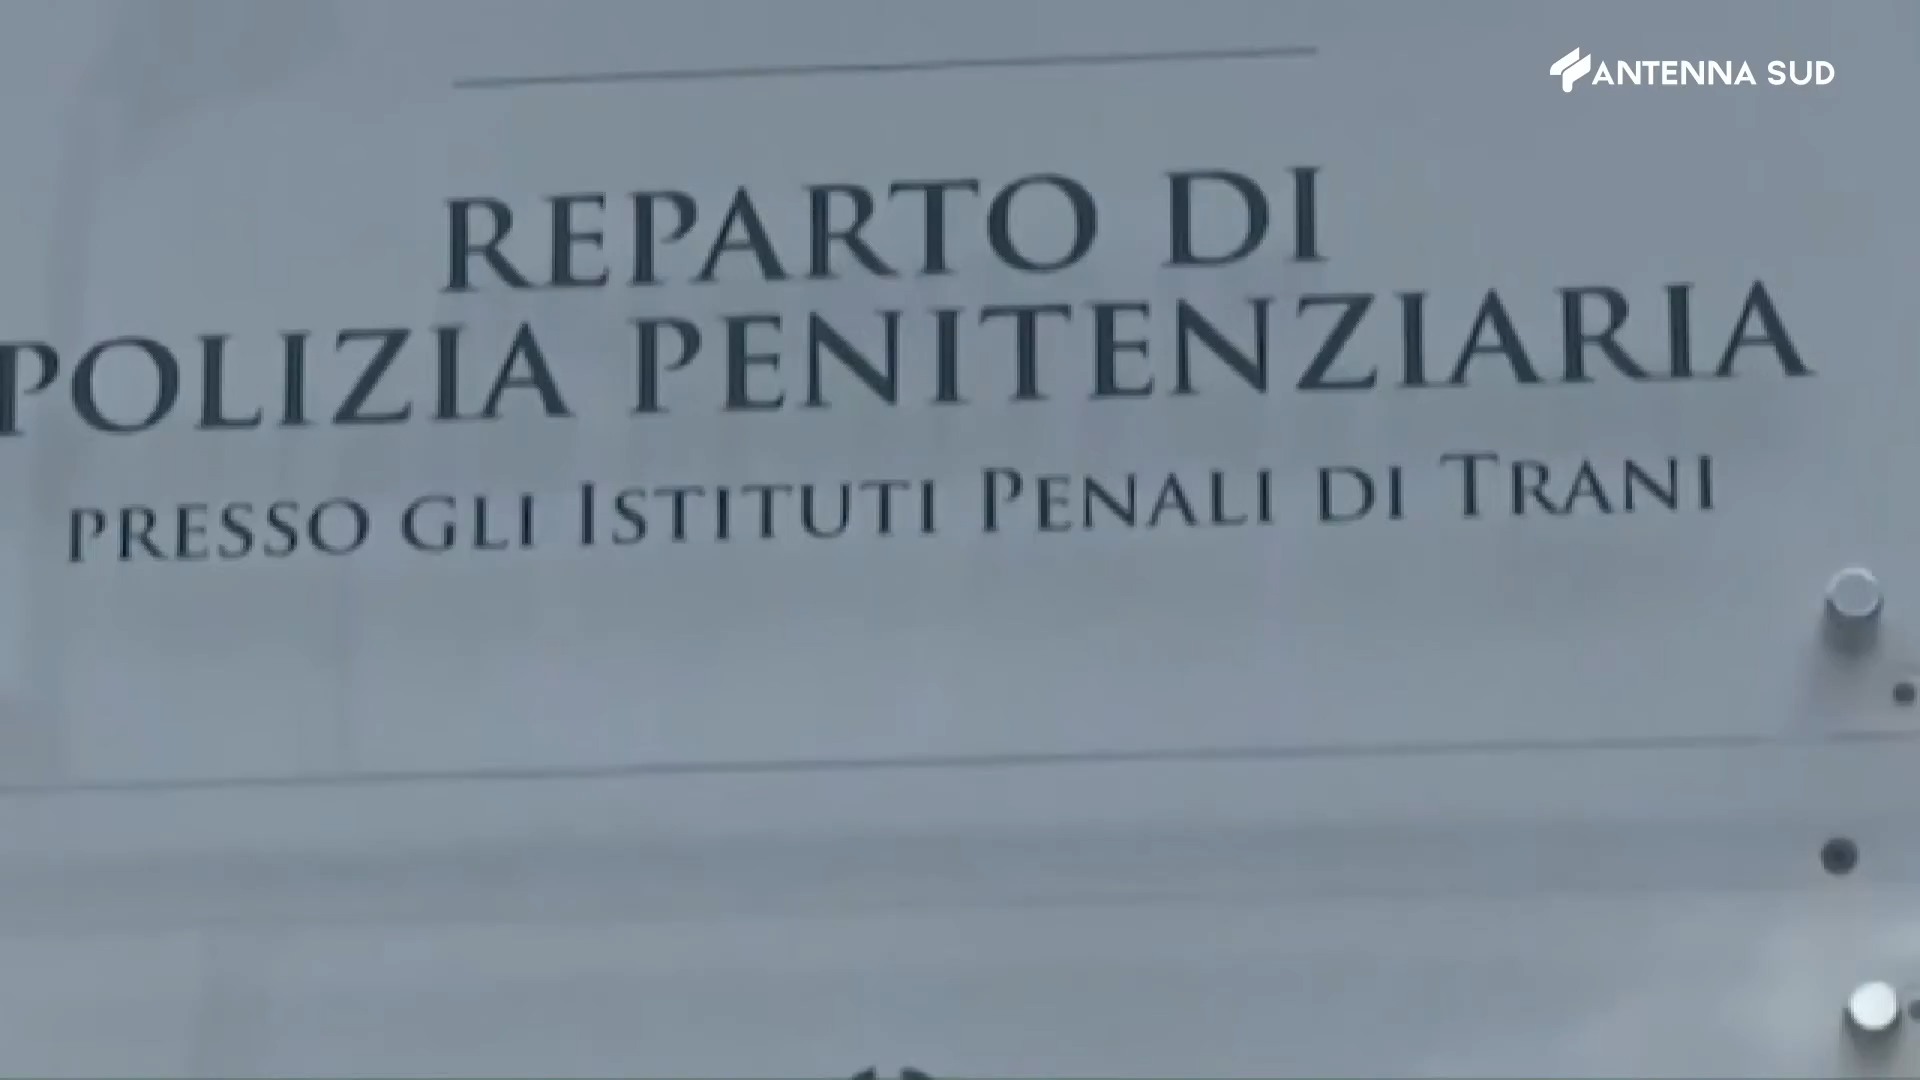 ANTENNA SUD
REPARTO DI
POLIZIA PENITENZIARIA
PRESSO GLI ISTITUTI PENALI DI TRANI